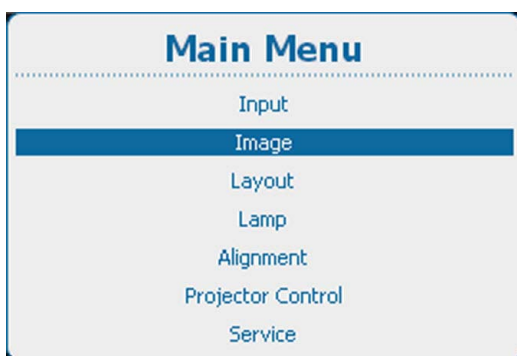 Main Menu
Input
Image
Layout
Lamp
Alignment
Projector Control
Service